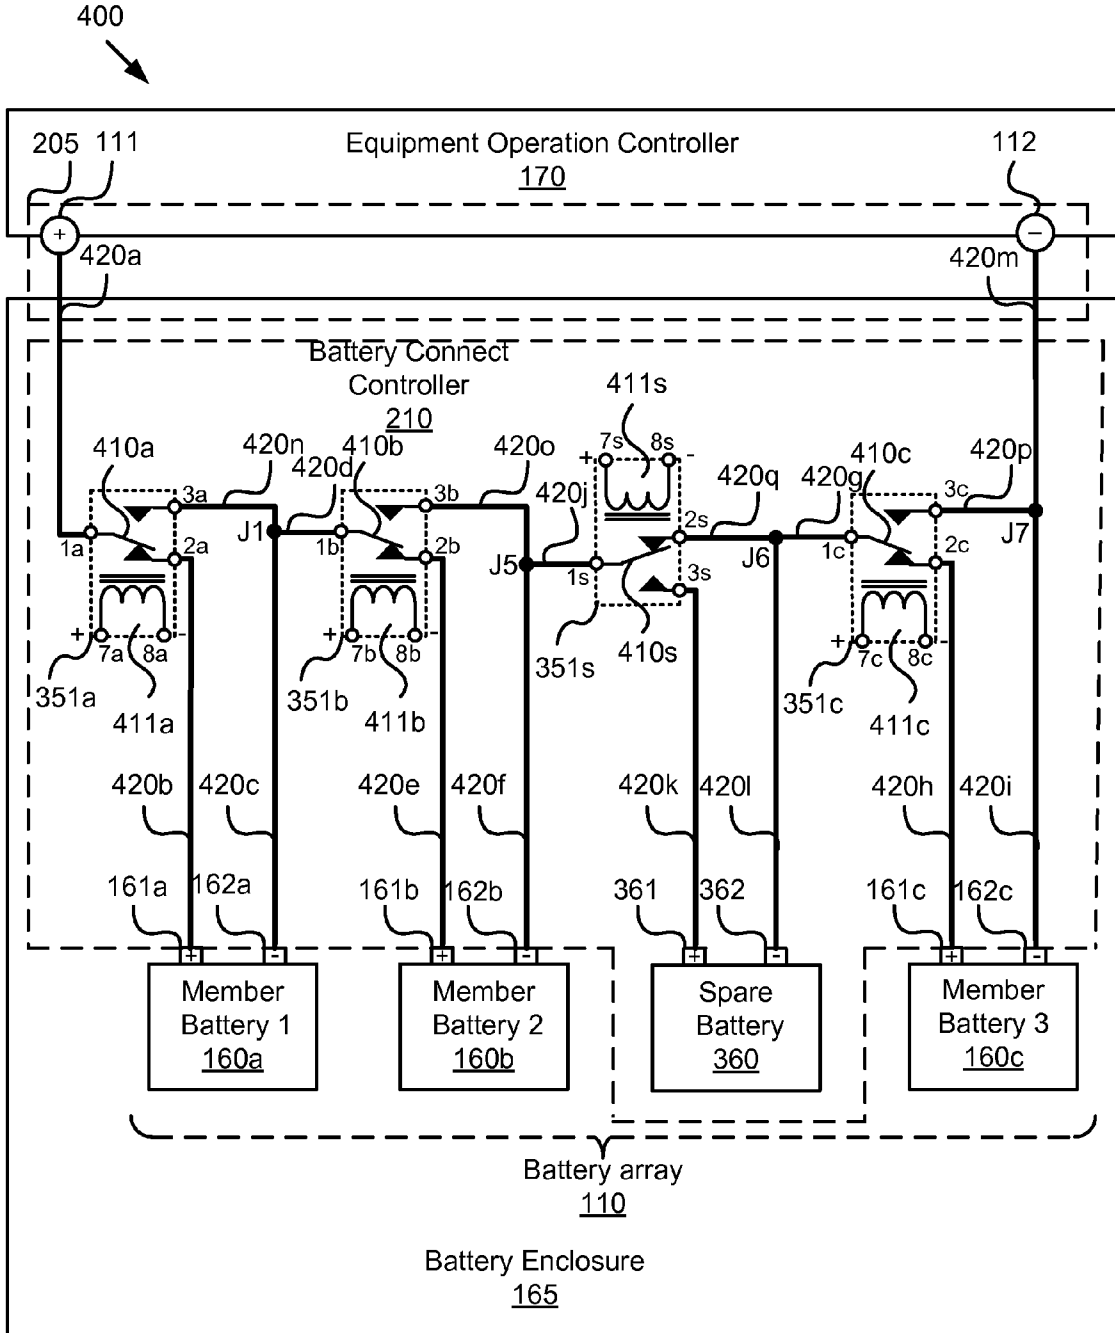 400
Equipment Operation Controller
170
205
111
112
+
−
420a
420m
Battery Connect
Controller
210
411s
7s
8s
+
-
410a
420n
420d
410b
420o
420j
420q
420g
410c
420p
3a
3b
2s
3c
1a
2a
J1
1b
2b
J5
1s
3s
J6
1c
2c
J7
+
7a
8a
-
+
7b
8b
-
410s
+
7c
8c
-
351a
411a
351b
411b
351s
351c
411c
420b
420c
420e
420f
420k
420l
420h
420i
161a
162a
161b
162b
361
362
161c
162c
+
-
+
-
+
-
+
-
Member
Battery 1
160a
Member
Battery 2
160b
Spare
Battery
360
Member
Battery 3
160c
Battery array
110
Battery Enclosure
165